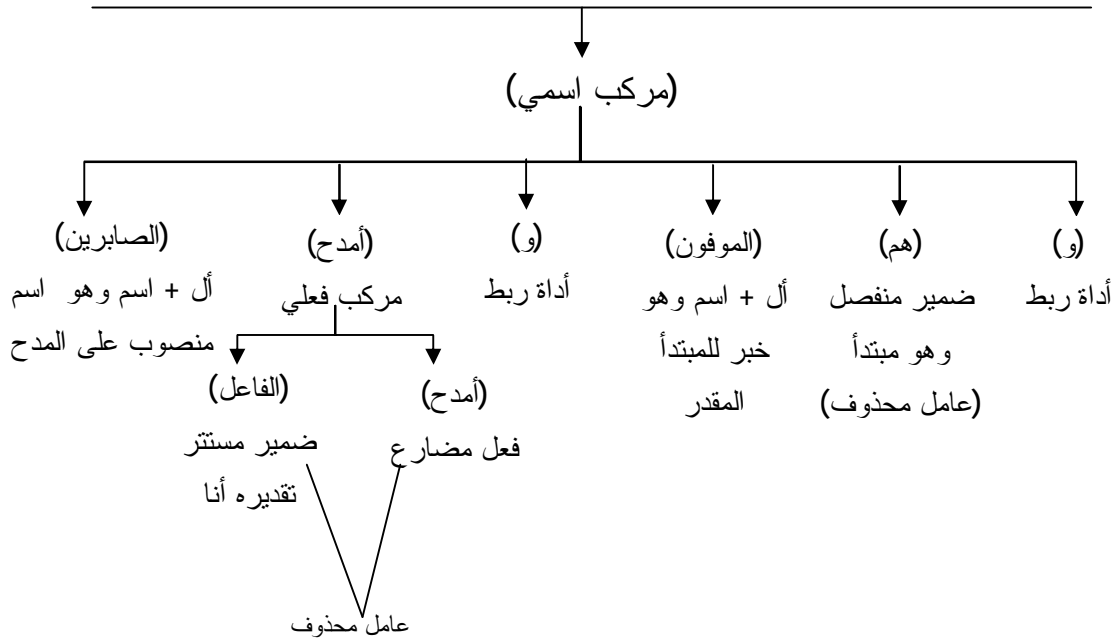 (مركب اسمي)
(و)
أداة ربط
(هم)
ضمير منفصل
وهو مبتدأ
(عامل محذوف)
(الموفون)
أل + اسم وهو
خبر للمبتدأ
المقدر
(و)
أداة ربط
(أمدح)
مركب فعلي
(الصابرين)
أل + اسم وهو اسم
منصوب على المدح
(أمدح)
فعل مضارع
(الفاعل)
ضمير مستتر
تقديره أنا
عامل محذوف